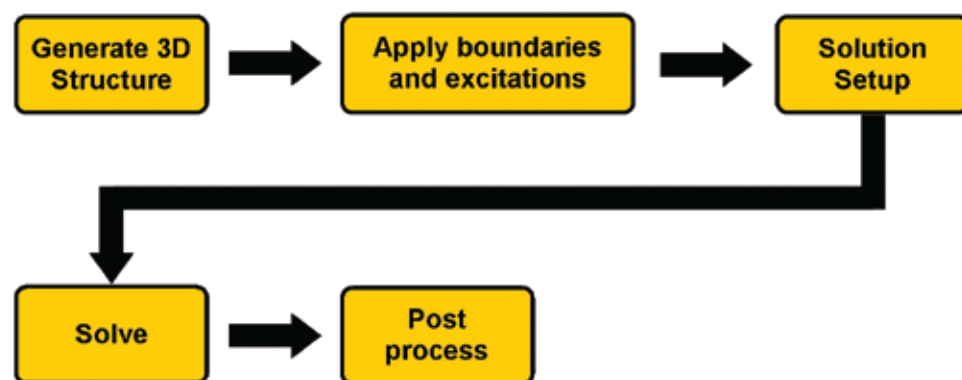 Generate 3D
Structure
Apply boundaries
and excitations
Solution
Setup
Solve
Post
process